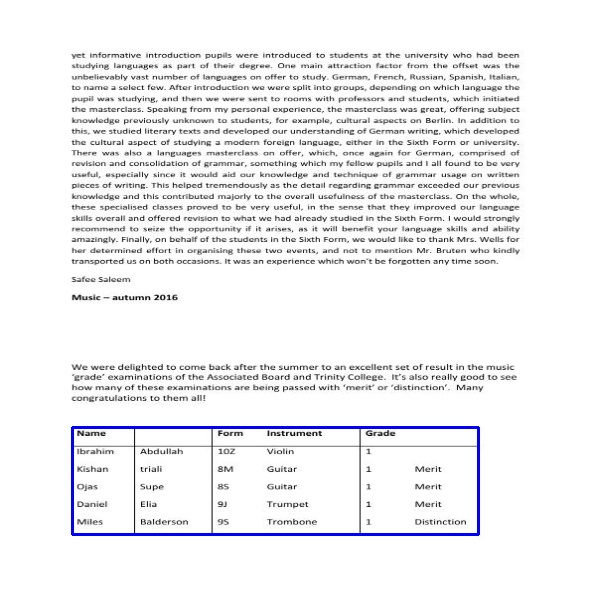 yet informative introduction pupils were introduced to students at the university who had been
studying languages as part of their degree. One main attraction factor from the offset was the
unbelievably vast number of languages on offer to study. German, French, Russian, Spanish, Italian,
to name a select few. After introduction we were split into groups, depending on which language the
pupil was studying, and then we were sent to rooms with professors and students, which initiated
the masterclass. Speaking from my personal experience, the masterclass was great, offering subject
knowledge previously unknown to students, for example, cultural aspects on Berlin. In addition to
this, we studied literary texts and developed our understanding of German writing, which developed
the cultural aspect of studying a modern foreign language, either in the Sixth Form or university.
There was also a languages masterclass on offer, which, once again for German, comprised of
revision and consolidation of grammar, something which my fellow pupils and I all found to be very
useful, especially since it would aid our knowledge and technique of grammar usage on written
pieces of writing. This helped tremendously as the detail regarding grammar exceeded our previous
knowledge and this contributed majorly to the overall usefulness of the masterclass. On the whole,
these specialised classes proved to be very useful, in the sense that they improved our language
skills overall and offered revision to what we had already studied in the Sixth Form. I would strongly
recommend to seize the opportunity if it arises, as it will benefit your language skills and ability
amazingly. Finally, on behalf of the students in the Sixth Form, we would like to thank Mrs. Wells for
her determined effort in organising these two events, and not to mention Mr. Bruten who kindly
transported us on both occasions. It was an experience which won't be forgotten any time soon.
Safee Saleem
Music – autumn 2016
We were delighted to come back after the summer to an excellent set of result in the music
'grade' examinations of the Associated Board and Trinity College. It's also really good to see
how many of these examinations are being passed with 'merit' or 'distinction'. Many
congratulations to them all!
Name Form Instrument Grade
Ibrahim Abdullah 10Z Violin 1
Kishan triali 8M Guitar 1 Merit
Ojas Supe 8S Guitar 1 Merit
Daniel Elia 9J Trumpet 1 Merit
Miles Balderson 9S Trombone 1 Distinction